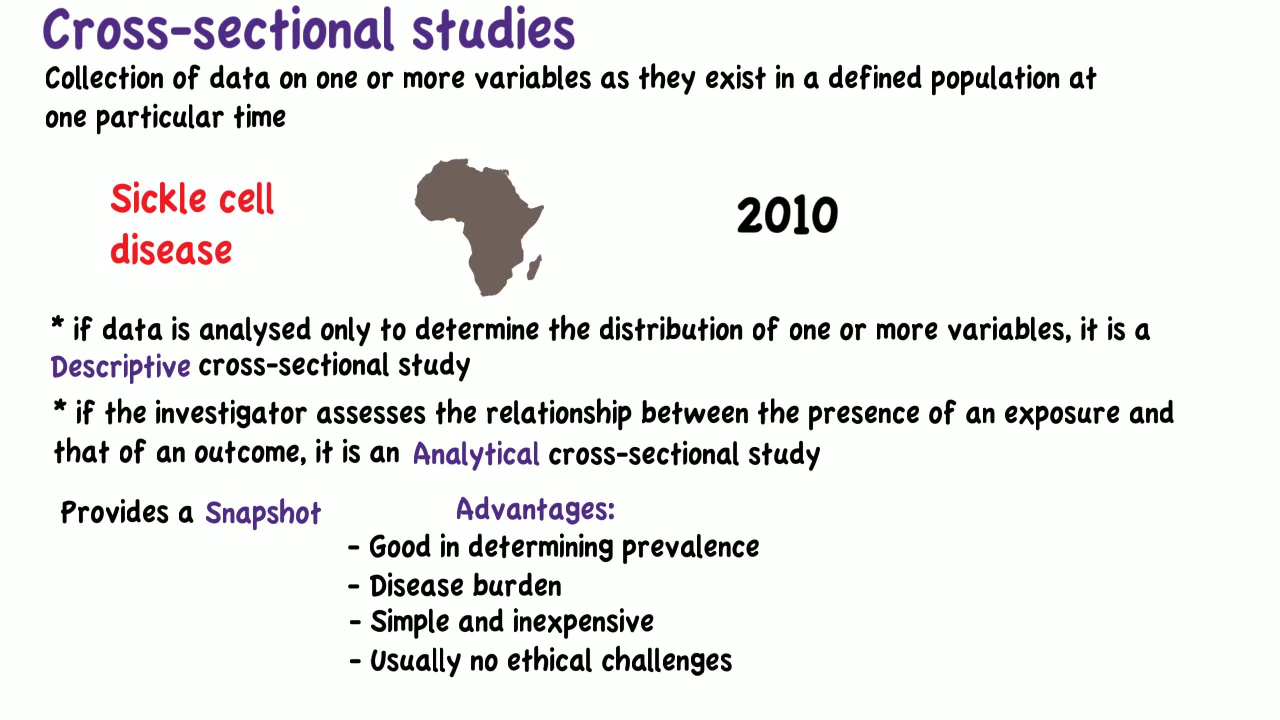 Cross-sectional studies
Collection of data on one or more variables as they exist in a defined population at
one particular time
Sickle cell
disease
2010
* if data is analysed only to determine the distribution of one or more variables, it is a
Descriptive cross-sectional study
* if the investigator assesses the relationship between the presence of an exposure and
that of an outcome, it is an Analytical cross-sectional study
Provides a Snapshot
Advantages:
- Good in determining prevalence
- Disease burden
- Simple and inexpensive
- Usually no ethical challenges